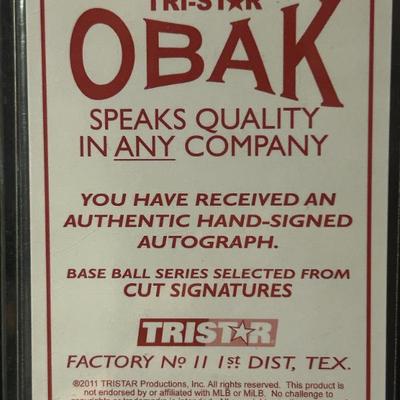 TRI-STAR
OBAK
SPEAKS QUALITY
IN ANY COMPANY
YOU HAVE RECEIVED AN
AUTHENTIC HAND-SIGNED
AUTOGRAPH.
BASE BALL SERIES SELECTED FROM
CUT SIGNATURES
TRISTAR
FACTORY Nº 11 1st DIST, TEX.
©2011 TRISTAR Productions, Inc. All rights reserved. This product is
not endorsed by or affiliated with MLB or MiLB. No challenge to